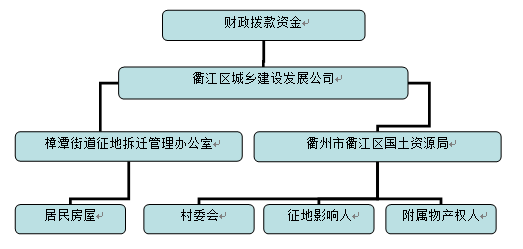 财政拨款资金
衢江区城乡建设发展公司
樟潭街道征地拆迁管理办公室
衢州市衢江区国土资源局
居民房屋
村委会
征地影响人
附属物产权人